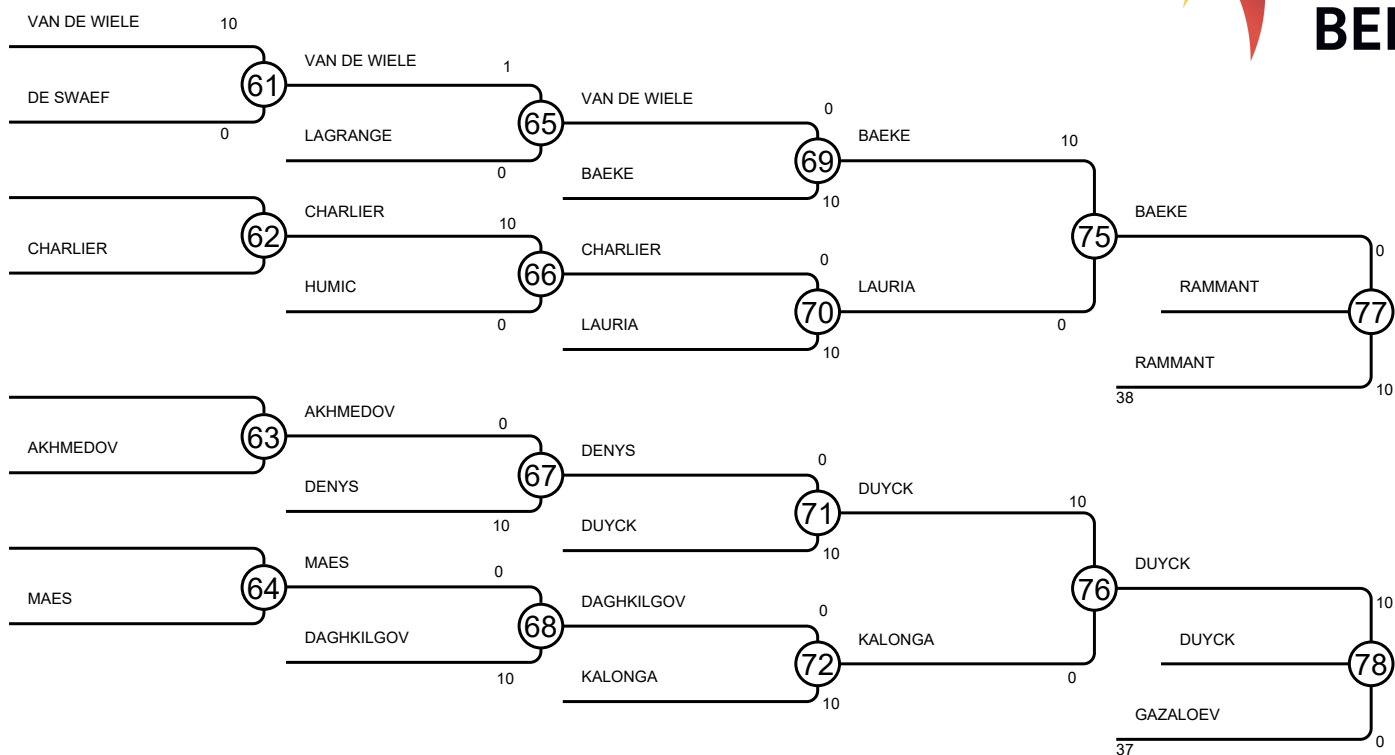 VAN DE WIELE 10
BEI
VAN DE WIELE 1
61
DE SWAEF
VAN DE WIELE 0
65
0
LAGRANGE
BAEKE 10
0
69
BAEKE
10
CHARLIER 10
BAEKE 0
62
75
CHARLIER
CHARLIER 0
66
HUMIC
LAURIA
RAMMANT
70
77
0
LAURIA
0
10
RAMMANT
38
10
AKHMEDOV 0
63
AKHMEDOV
DENYS 0
67
DENYS
DUYCK 10
71
10
DUYCK
10
MAES 0
DUYCK 10
64
76
MAES
DAGHKILGOV 0
68
DAGHKILGOV
KALONGA
DUYCK
72
78
10
KALONGA
0
10
GAZALOEV
37
0